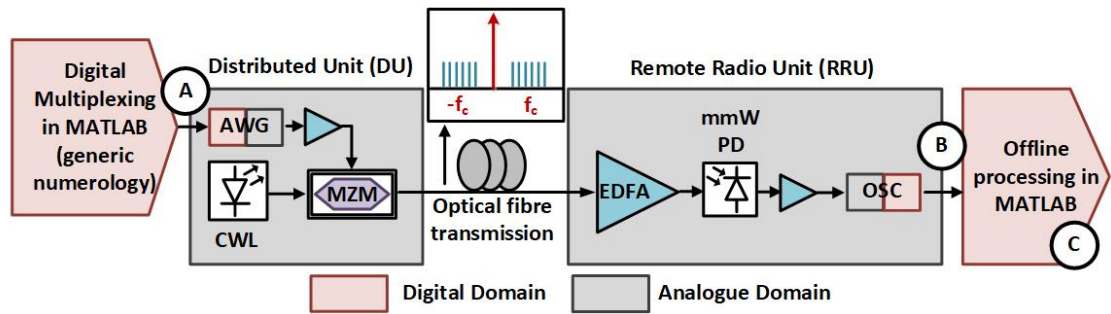 Digital
Multiplexing
in MATLAB
(generic
numerology)
A
Distributed Unit (DU)
AWG
CWL
MZM
-fc
fc
Optical fibre
transmission
Remote Radio Unit (RRU)
EDFA
mmW
PD
OSC
B
Offline
processing in
MATLAB
C
Digital Domain
Analogue Domain